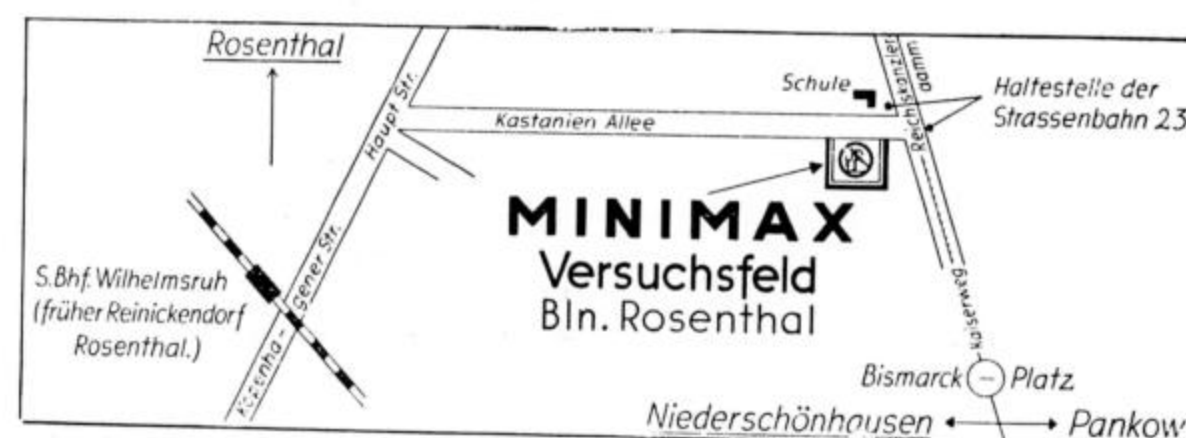 Rosenthal
Haupt Str.
Schule
Reichskanzler-
damm
Haltestelle der
Strassenbahn 23
Kastanien Allee
MINIMAX
Versuchsfeld
Bln. Rosenthal
S.Bhf. Wilhelmsruh
(früher Reinickendorf
Rosenthal.)
Kopenha-
gener Str.
Kaiserweg
Bismarck
Platz
Niederschönhausen
Pankow